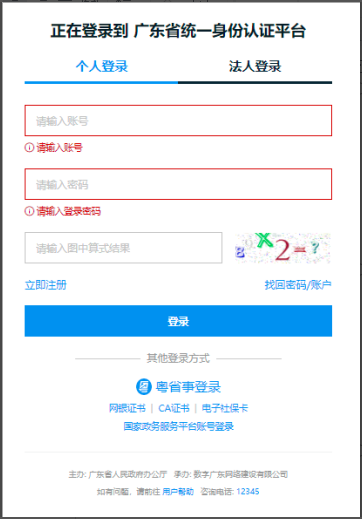 正在登录到 广东省统一身份认证平台
个人登录 法人登录
请输入账号
请输入账号
请输入密码
请输入登录密码
请输入图中算式结果 8 X 2 = ?
立即注册 找回密码/账户
登录
其他登录方式
粤省事登录
网银证书 | CA证书 | 电子社保卡
国家政务服务平台账号登录
主办: 广东省人民政府办公厅 承办: 数字广东网络建设有限公司
如有问题，请前往 用户帮助 咨询电话: 12345